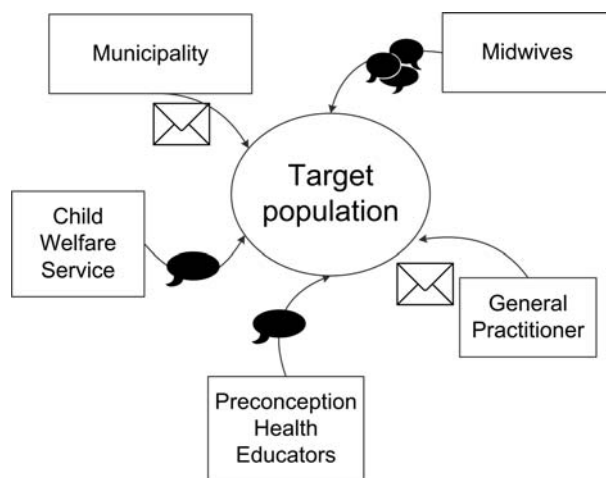 Municipality
Midwives
Target
population
Child
Welfare
Service
General
Practitioner
Preconception
Health
Educators